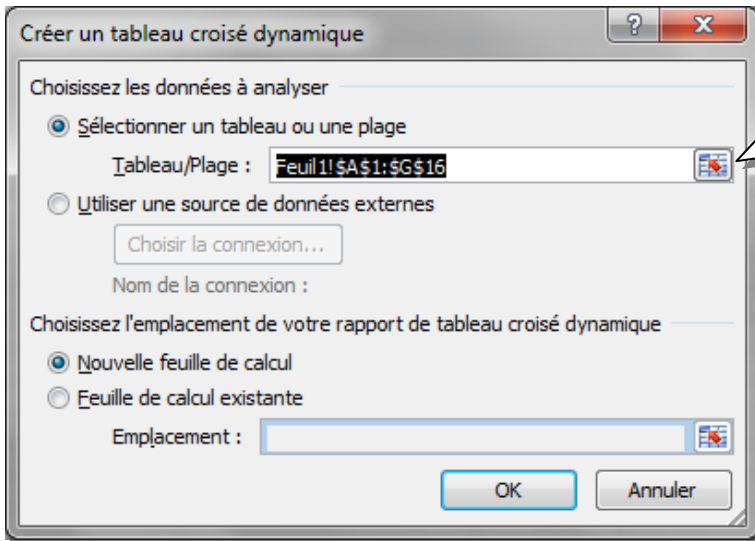 Créer un tableau croisé dynamique
Choisissez les données à analyser
Sélectionner un tableau ou une plage
Tableau/Plage : Feuil1!$A$1:$G$16
Utiliser une source de données externes
Choisir la connexion...
Nom de la connexion :
Choisissez l'emplacement de votre rapport de tableau croisé dynamique
Nouvelle feuille de calcul
Feuille de calcul existante
Emplacement :
OK Annuler